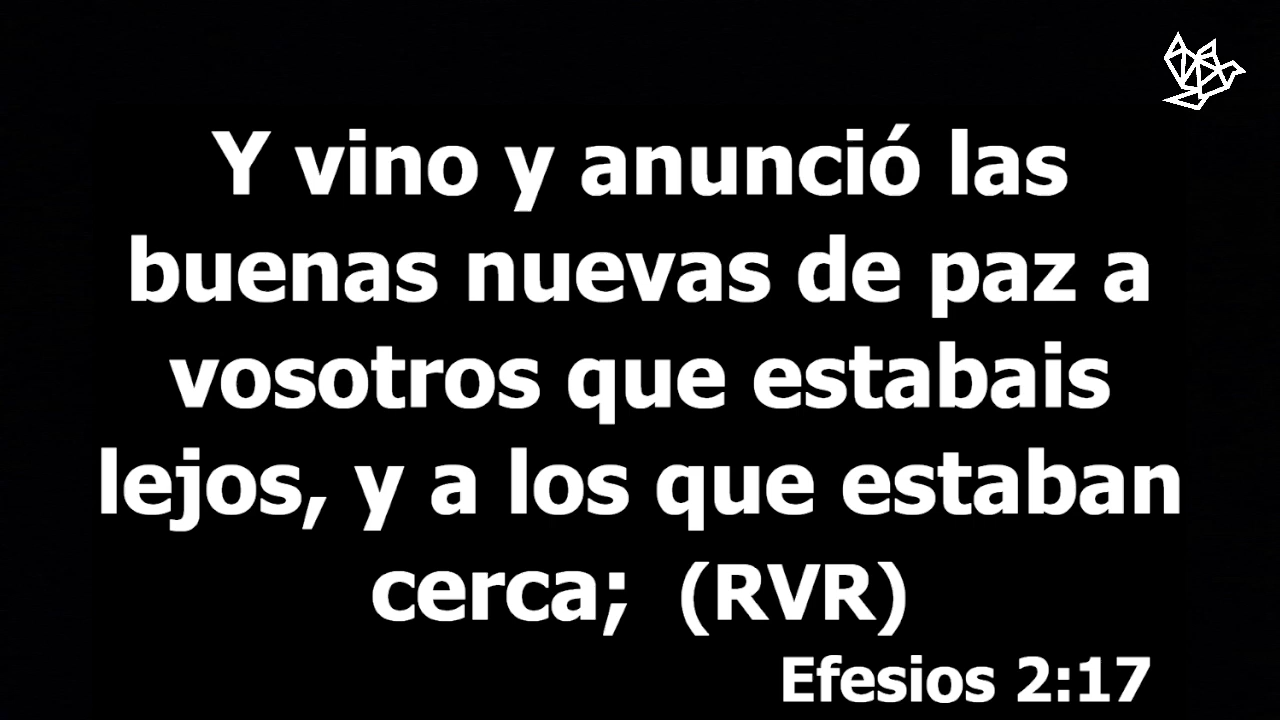 Y vino y anunció las
buenas nuevas de paz a
vosotros que estabais
lejos, y a los que estaban
cerca; (RVR)
Efesios 2:17